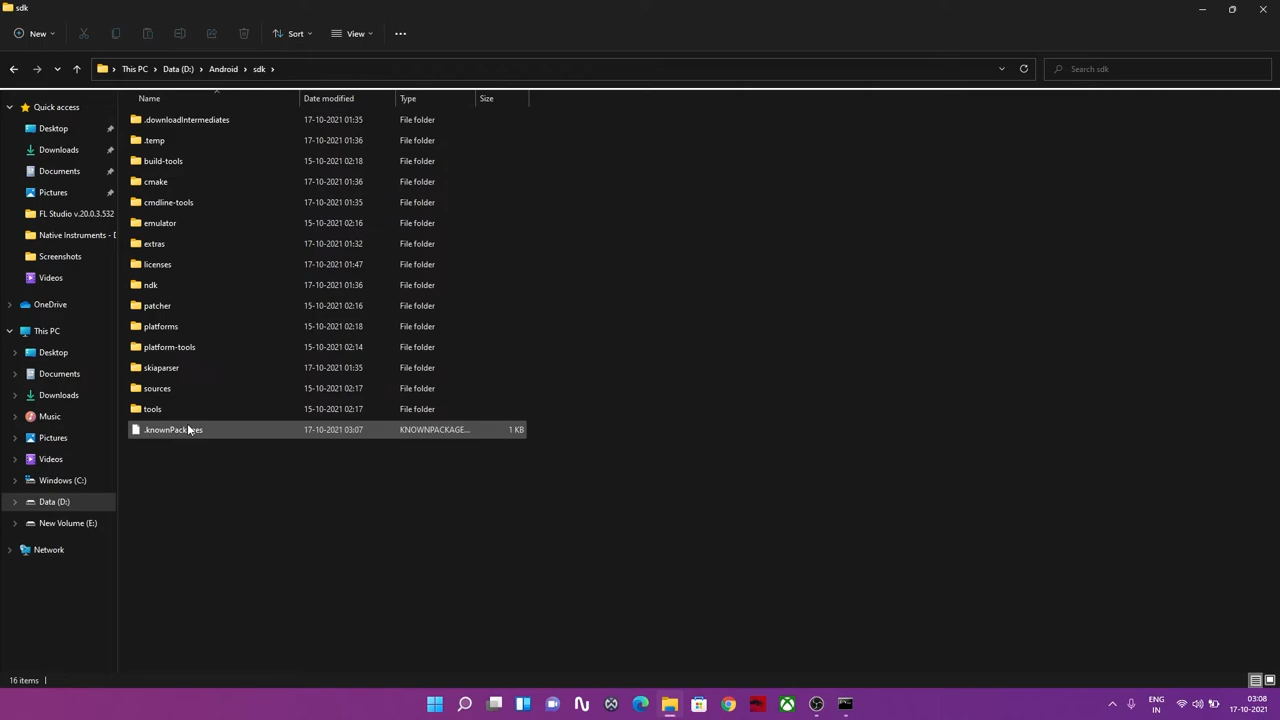 sdk
New
Sort
View
This PC
Data (D:)
Android
sdk
Search sdk
Name
Date modified
Type
Size
Quick access
Desktop
Downloads
Documents
Pictures
FL Studio v.20.0.3.532
Native Instruments - D
Screenshots
Videos
OneDrive
This PC
Desktop
Documents
Downloads
Music
Pictures
Videos
Windows (C:)
Data (D:)
New Volume (E:)
Network
.downloadIntermediates 17-10-2021 01:35 File folder
.temp 17-10-2021 01:36 File folder
build-tools 15-10-2021 02:18 File folder
cmake 17-10-2021 01:36 File folder
cmdline-tools 17-10-2021 01:35 File folder
emulator 15-10-2021 02:16 File folder
extras 17-10-2021 01:32 File folder
licenses 17-10-2021 01:47 File folder
ndk 17-10-2021 01:36 File folder
patcher 15-10-2021 02:16 File folder
platforms 15-10-2021 02:18 File folder
platform-tools 15-10-2021 02:14 File folder
skiaparser 17-10-2021 01:35 File folder
sources 15-10-2021 02:17 File folder
tools 15-10-2021 02:17 File folder
.knownPackages 17-10-2021 03:07 KNOWNPACKAGE... 1 KB
16 items
ENG
IN
03:08
17-10-2021